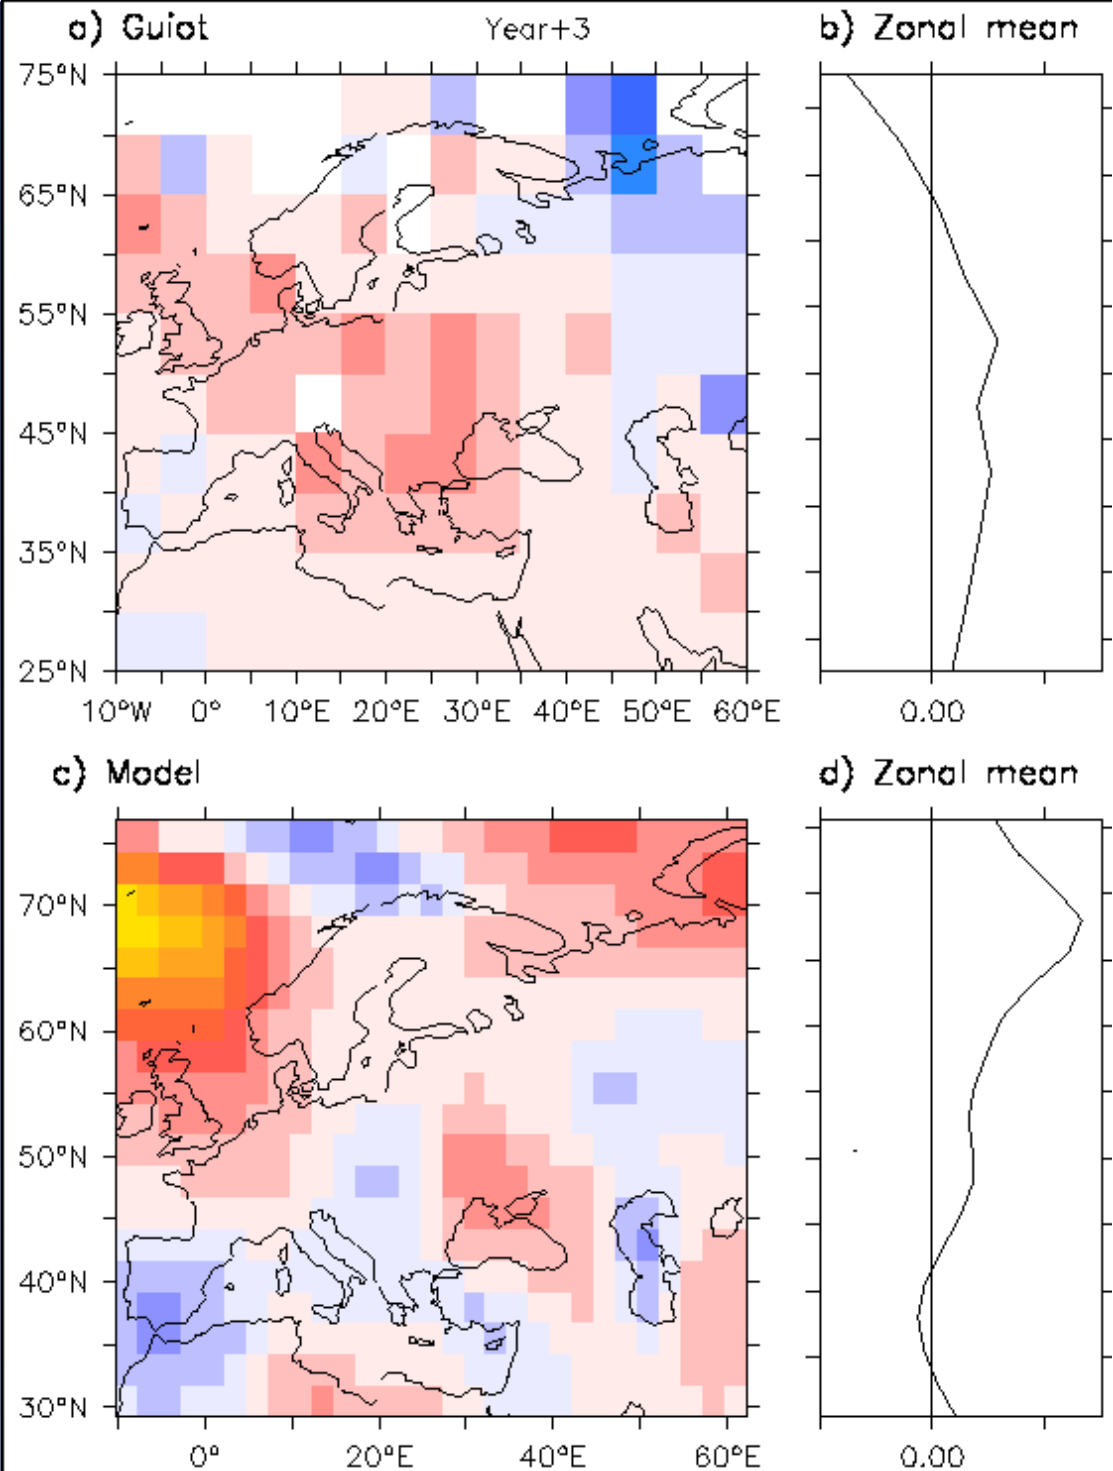 a) Guiot Year+3 b) Zonal mean
75°N
65°N
55°N
45°N
35°N
25°N
10°W 0° 10°E 20°E 30°E 40°E 50°E 60°E 0.00
c) Model d) Zonal mean
70°N
60°N
50°N
40°N
30°N
0° 20°E 40°E 60°E 0.00